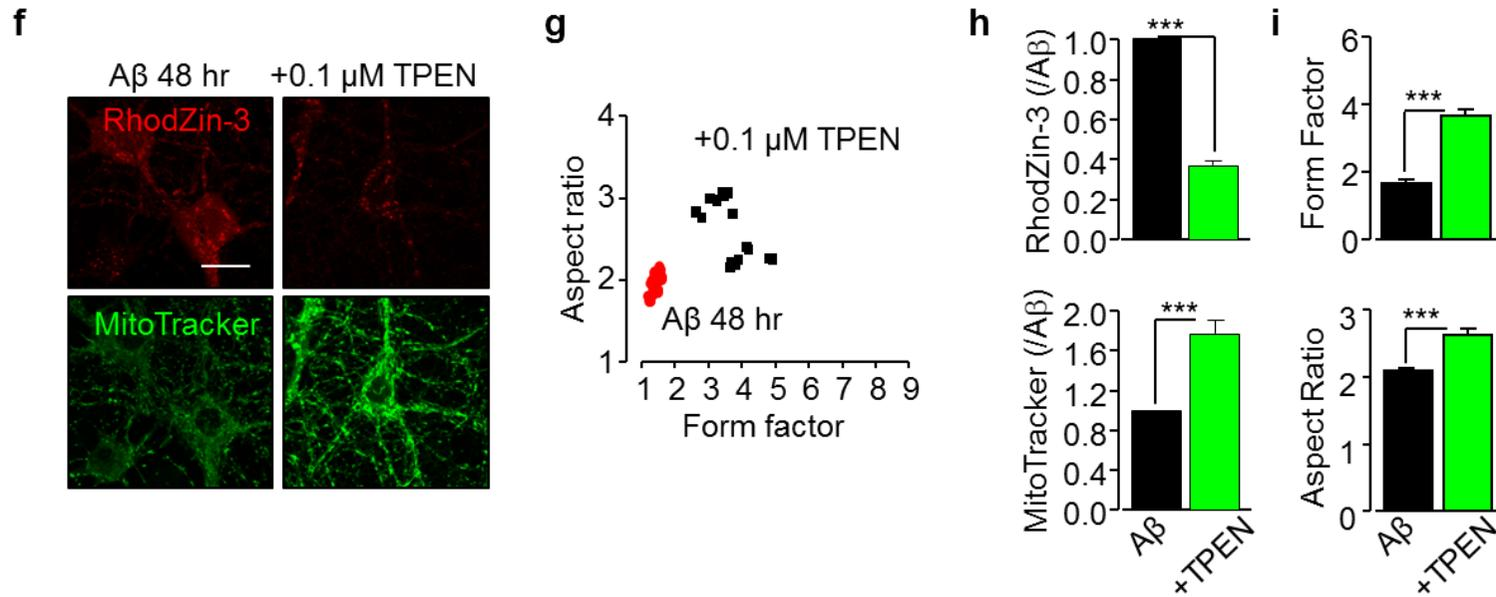 f
Aβ 48 hr
+0.1 µM TPEN
RhodZin-3
MitoTracker
g
Aspect ratio
4
3
2
1
+0.1 µM TPEN
Aβ 48 hr
1 2 3 4 5 6 7 8 9
Form factor
h
RhodZin-3 (/Aβ)
1.0
0.8
0.6
0.4
0.2
0.0
***
MitoTracker (/Aβ)
2.0
1.6
1.2
0.8
0.4
0.0
***
Aβ
+TPEN
i
Form Factor
6
4
2
0
***
Aspect Ratio
3
2
1
0
***
Aβ
+TPEN